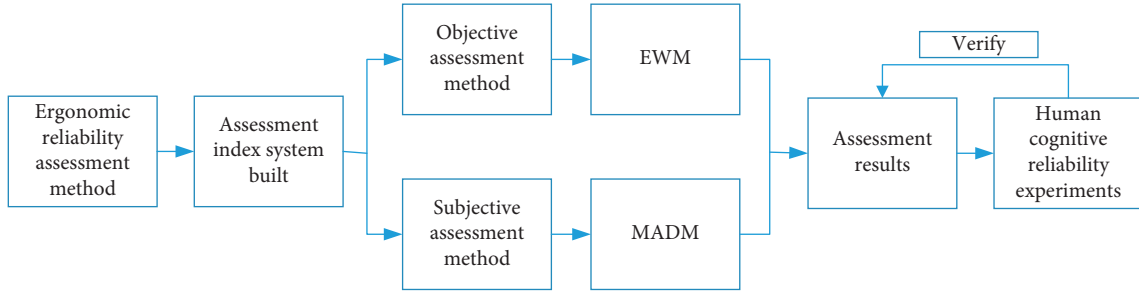 Ergonomic
reliability
assessment
method
Assessment
index system
built
Objective
assessment
method
EWM
Subjective
assessment
method
MADM
Assessment
results
Verify
Human
cognitive
reliability
experiments